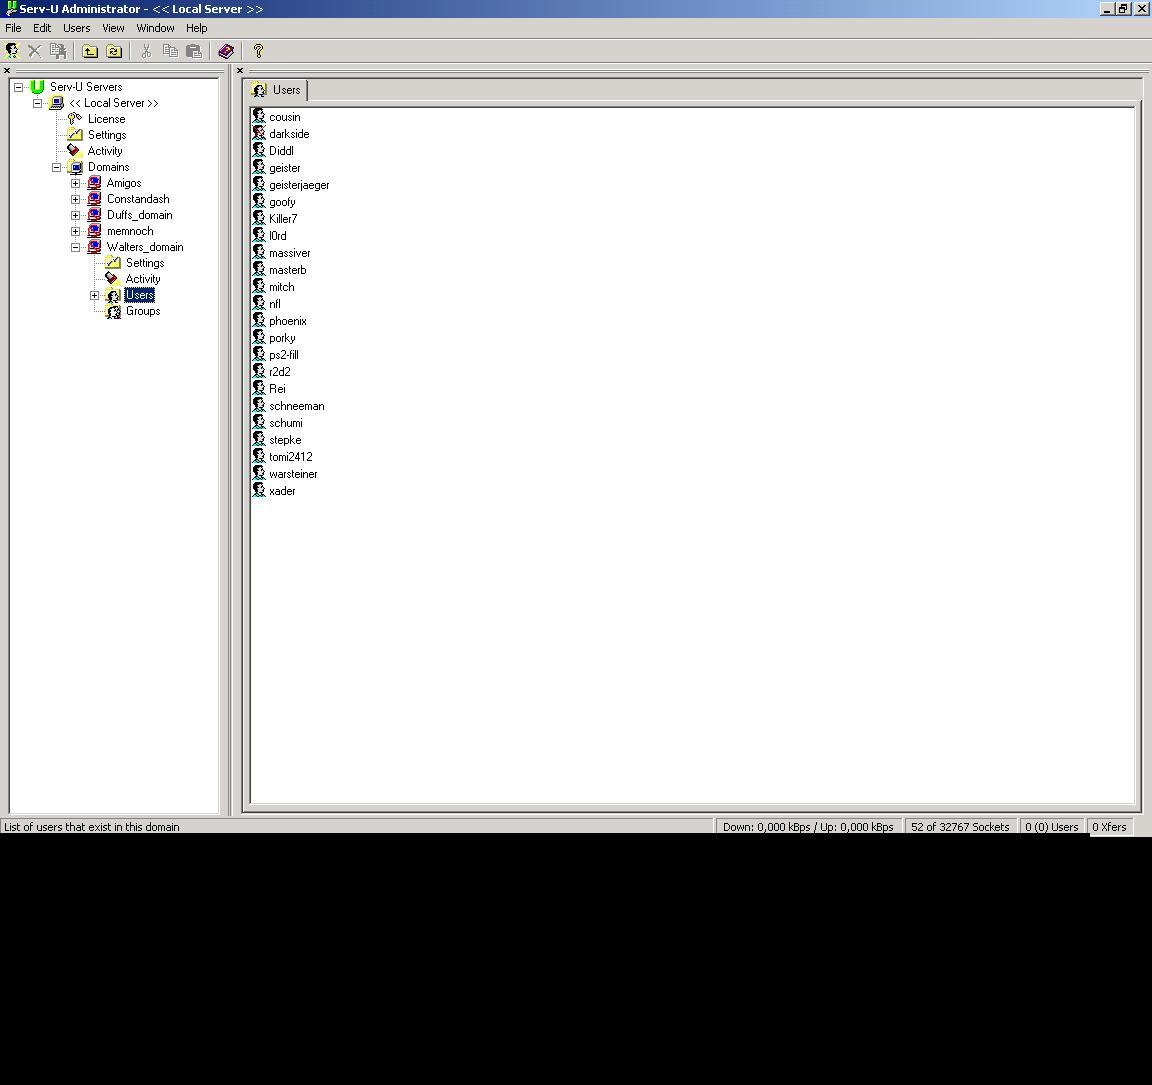 Serv-U Administrator - << Local Server >>
File Edit Users View Window Help
Serv-U Servers
<< Local Server >>
License
Settings
Activity
Domains
Amigos
Constandash
Duffs_domain
memnoch
Walters_domain
Settings
Activity
Users
Groups
Users
cousin
darkside
Diddl
geister
geisterjaeger
goofy
Killer7
l0rd
massiver
masterb
mitch
nfl
phoenix
porky
ps2-fill
r2d2
Rei
schneeman
schumi
stepke
tomi2412
warsteiner
xader
List of users that exist in this domain
Down: 0,000 kBps / Up: 0,000 kBps
52 of 32767 Sockets
0 (0) Users
0 Xfers